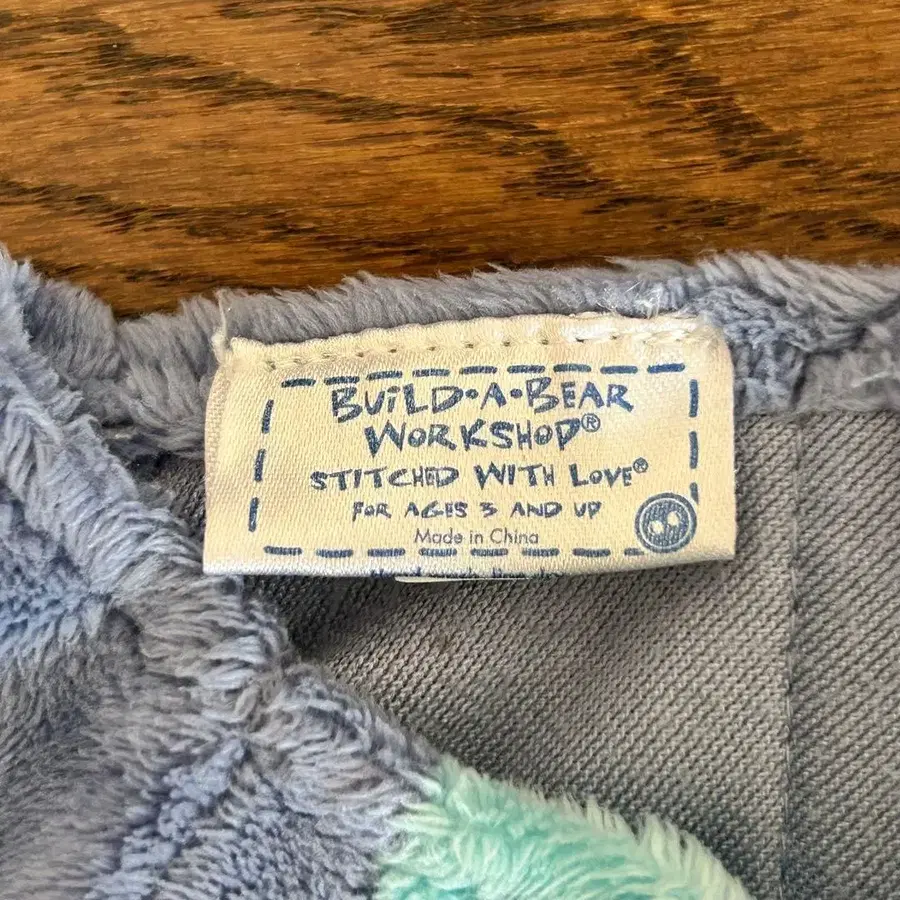 BUILD•A•BEAR
WORKSHOP®
STITCHED WITH LOVE®
FOR AGES 3 AND UP
Made in China